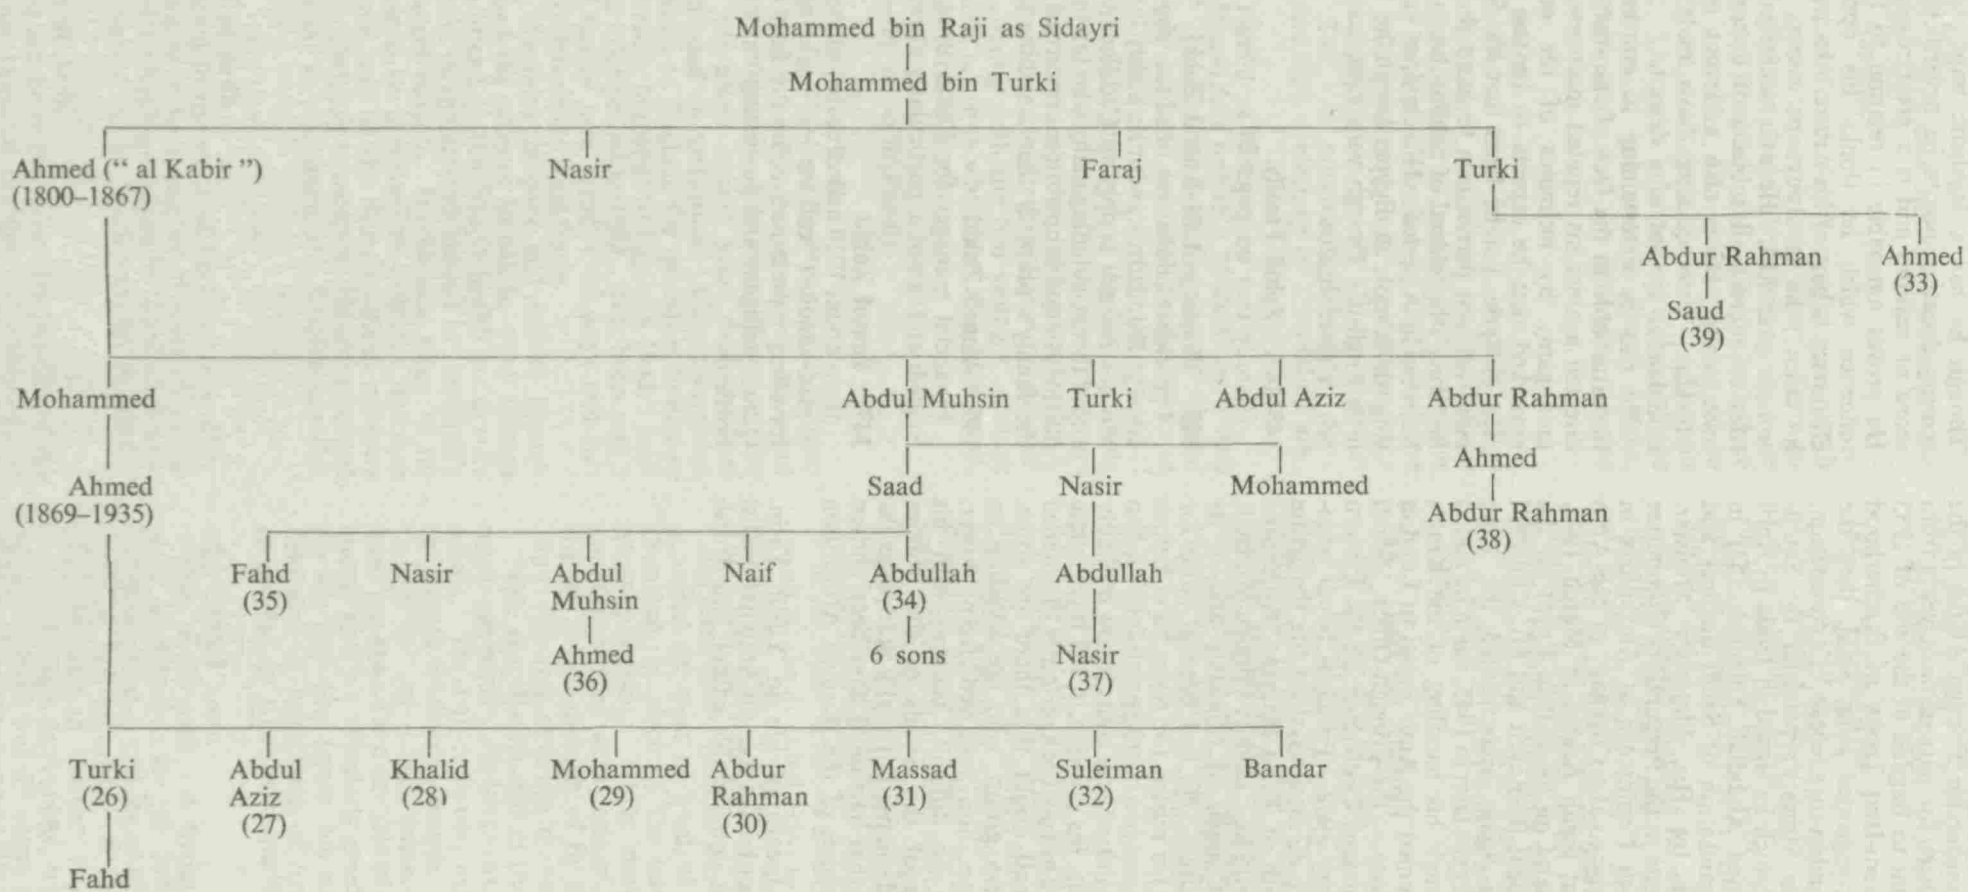 Mohammed bin Raji as Sidayri
Mohammed bin Turki
Ahmed (“ al Kabir ”)
(1800–1867)
Nasir
Faraj
Turki
Abdur Rahman
Ahmed
(33)
Saud
(39)
Mohammed
Abdul Muhsin
Turki
Abdul Aziz
Abdur Rahman
Ahmed
(1869–1935)
Saad
Nasir
Mohammed
Ahmed
Abdur Rahman
(38)
Fahd
(35)
Nasir
Abdul
Muhsin
Naif
Abdullah
(34)
Abdullah
Ahmed
(36)
6 sons
Nasir
(37)
Turki
(26)
Abdul
Aziz
(27)
Khalid
(28)
Mohammed
(29)
Abdur
Rahman
(30)
Massad
(31)
Suleiman
(32)
Bandar
Fahd